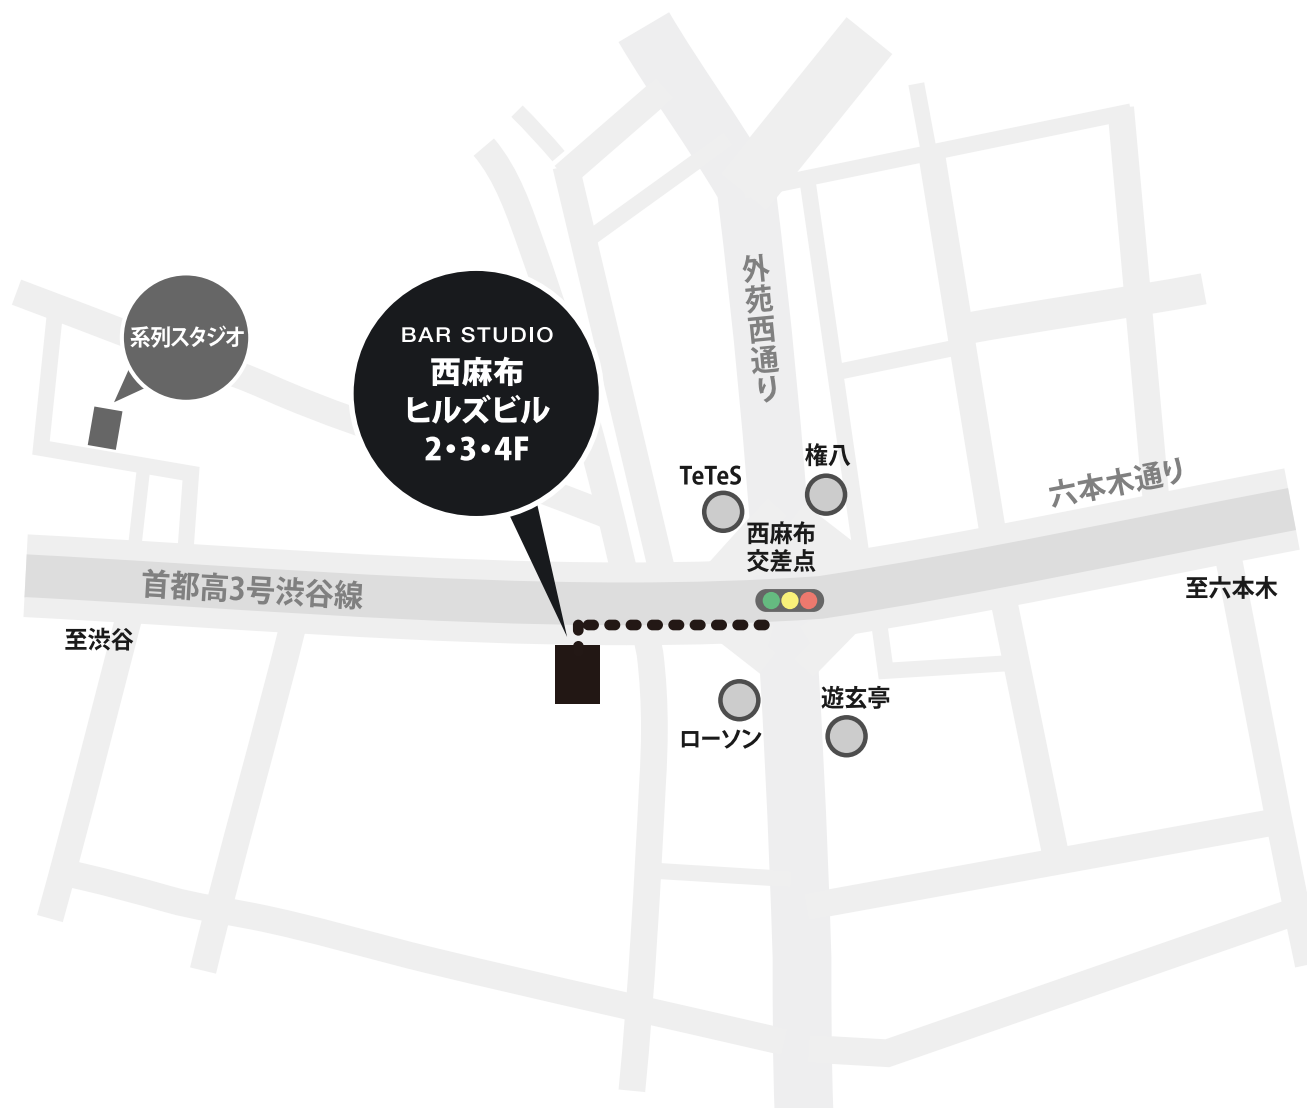 外苑西通り
系列スタジオ
BAR STUDIO
西麻布
ヒルズビル
2・3・4F
権八
TeTeS
六本木通り
西麻布
交差点
首都高3号渋谷線
至六本木
至渋谷
遊玄亭
ローソン